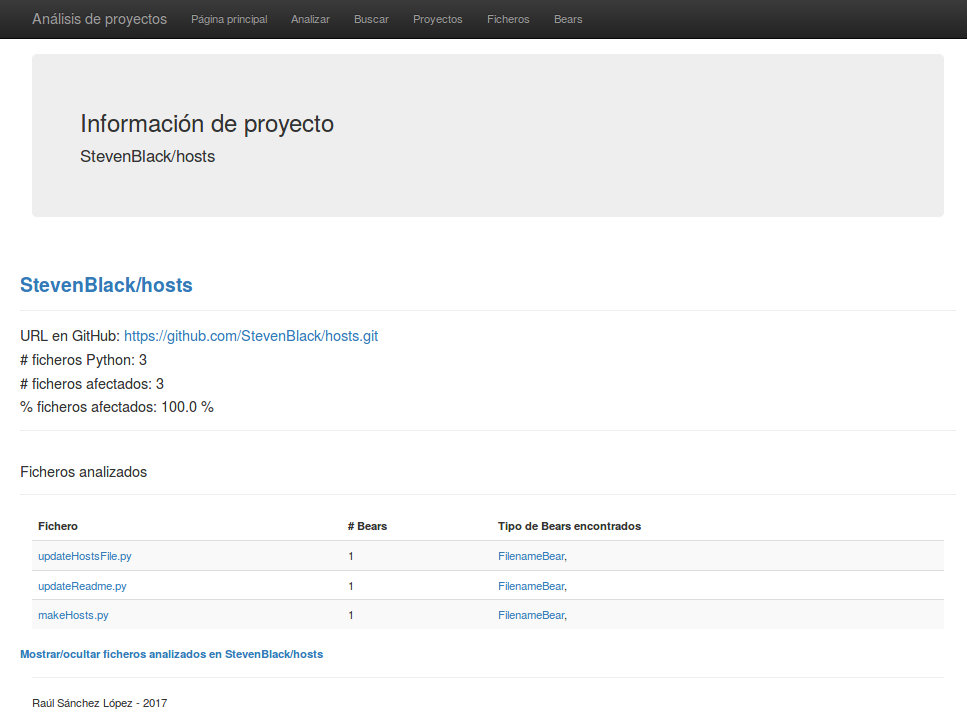 Análisis de proyectos Página principal Analizar Buscar Proyectos Ficheros Bears
Información de proyecto
StevenBlack/hosts
StevenBlack/hosts
URL en GitHub: https://github.com/StevenBlack/hosts.git
# ficheros Python: 3
# ficheros afectados: 3
% ficheros afectados: 100.0 %
Ficheros analizados
Fichero # Bears Tipo de Bears encontrados
updateHostsFile.py 1 FilenameBear,
updateReadme.py 1 FilenameBear,
makeHosts.py 1 FilenameBear,
Mostrar/ocultar ficheros analizados en StevenBlack/hosts
Raúl Sánchez López - 2017